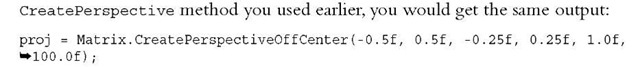 CreatePerspective method you used earlier, you would get the same output:
proj = Matrix.CreatePerspectiveOffCenter(-0.5f, 0.5f, -0.25f, 0.25f, 1.0f,
➥100.0f);